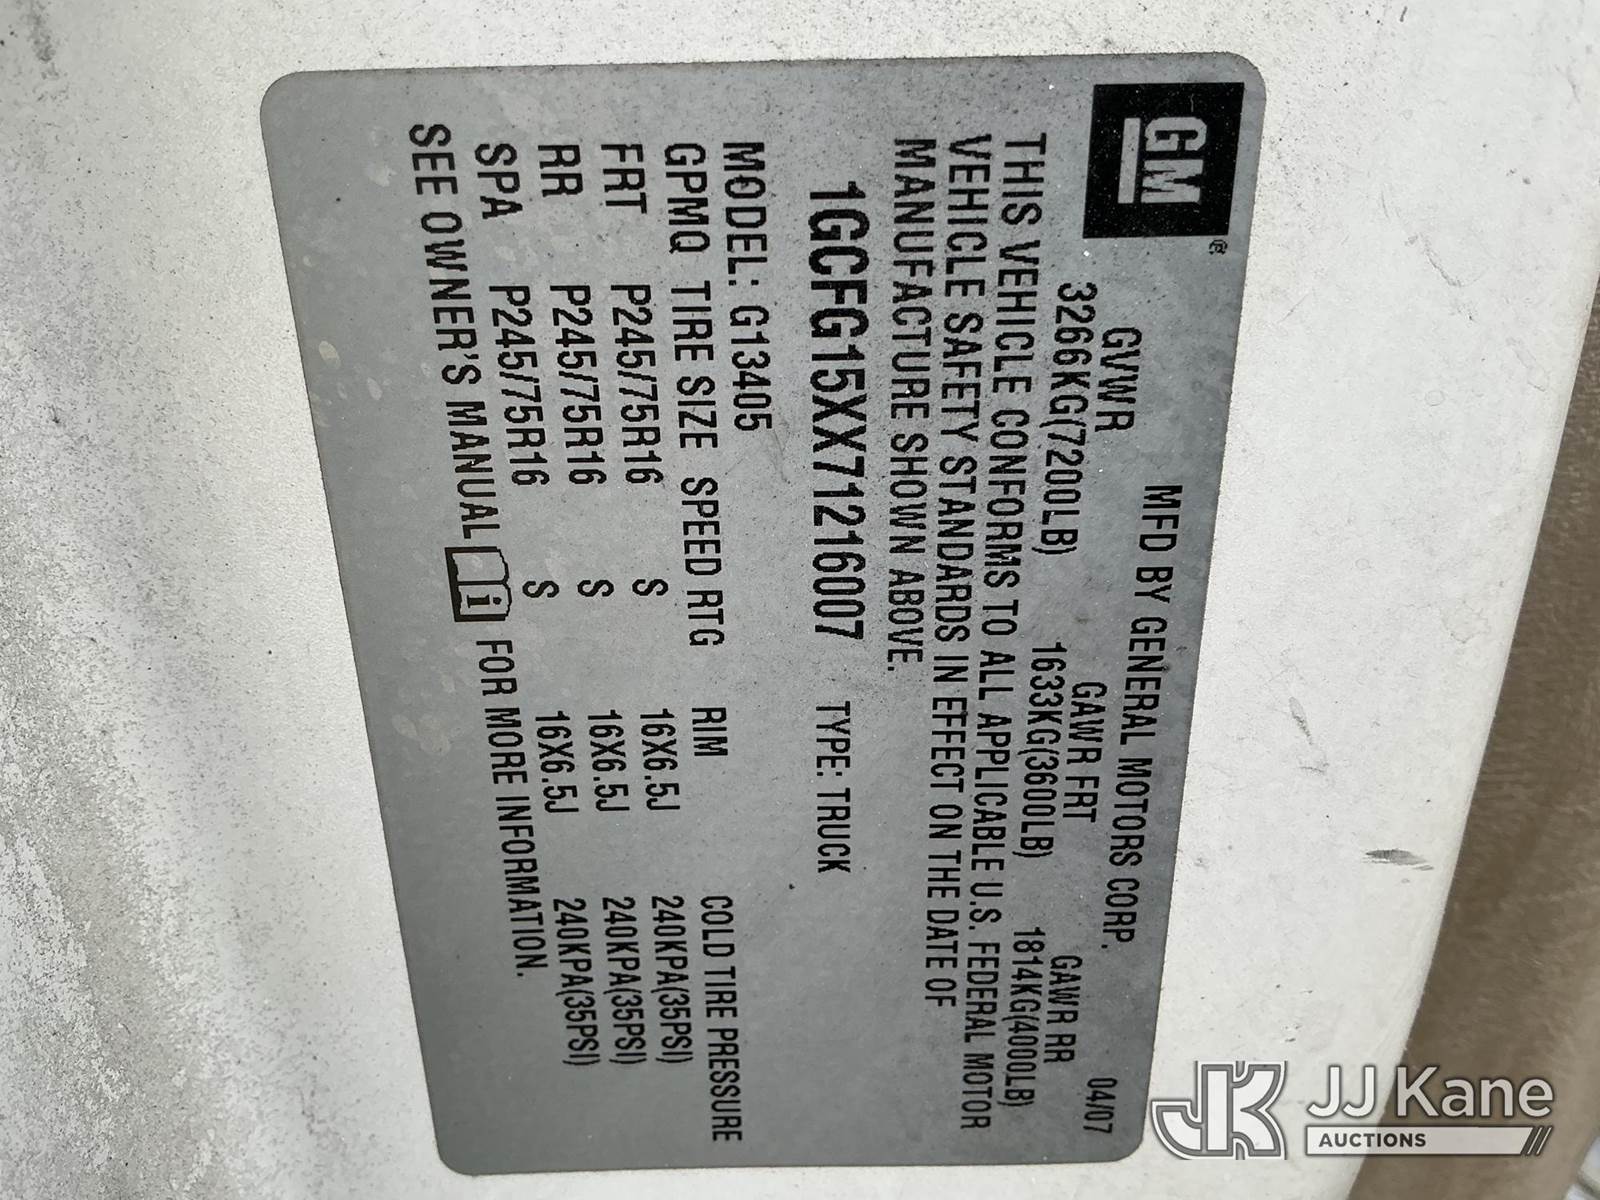 GM®
MFD BY GENERAL MOTORS CORP. 04/07
GVWR GAWR FRT GAWR RR
3266KG(7200LB) 1633KG(3600LB) 1814KG(4000LB)
THIS VEHICLE CONFORMS TO ALL APPLICABLE U.S. FEDERAL MOTOR
VEHICLE SAFETY STANDARDS IN EFFECT ON THE DATE OF
MANUFACTURE SHOWN ABOVE.
1GCFG15XX71216007 TYPE: TRUCK
MODEL: G13405
GPMQ TIRE SIZE SPEED RTG RIM COLD TIRE PRESSURE
FRT P245/75R16 S 16X6.5J 240KPA(35PSI)
RR P245/75R16 S 16X6.5J 240KPA(35PSI)
SPA P245/75R16 S 16X6.5J 240KPA(35PSI)
SEE OWNER'S MANUAL i FOR MORE INFORMATION.
JK JJ Kane
AUCTIONS